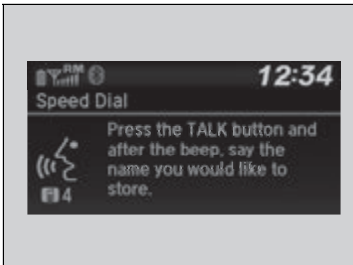 RM 12:34
Speed Dial
Press the TALK button and
after the beep, say the
name you would like to
store.
4